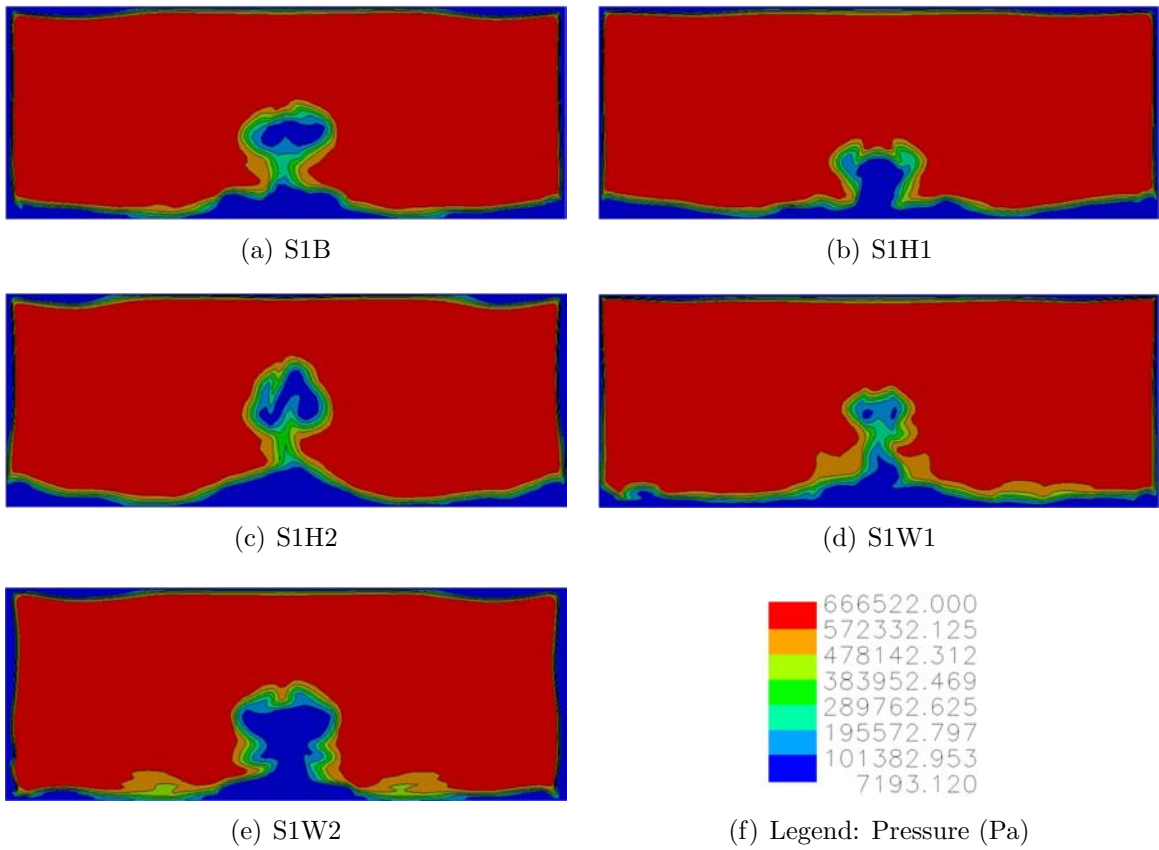 (a) S1B
(b) S1H1
(c) S1H2
(d) S1W1
666522.000
572332.125
478142.312
383952.469
289762.625
195572.797
101382.953
7193.120
(e) S1W2
(f) Legend: Pressure (Pa)